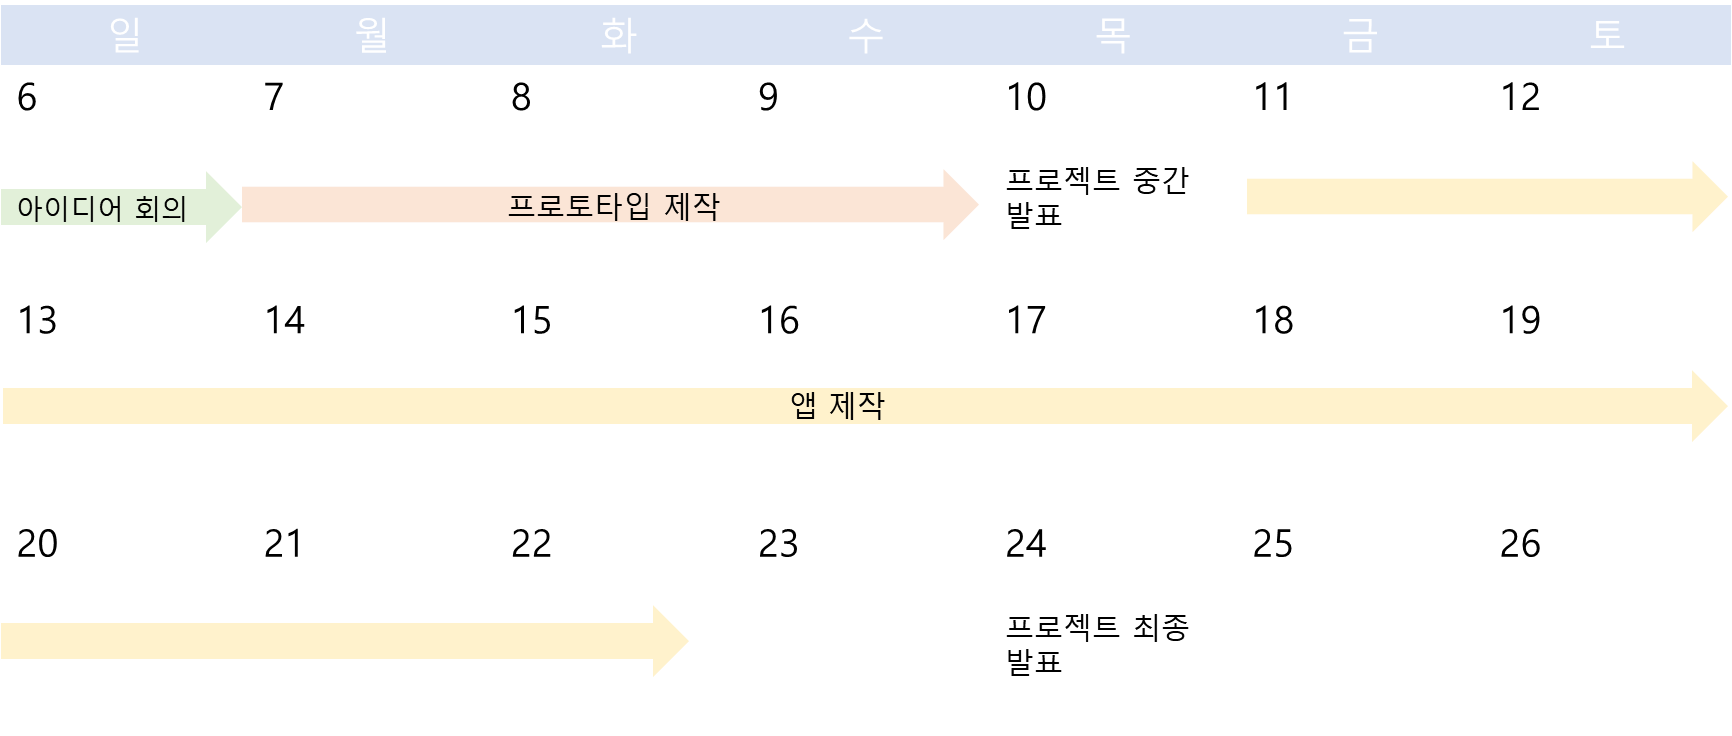 일 월 화 수 목 금 토
6 7 8 9 10 11 12
아이디어 회의
프로토타입 제작
프로젝트 중간
발표
13 14 15 16 17 18 19
앱 제작
20 21 22 23 24 25 26
프로젝트 최종
발표